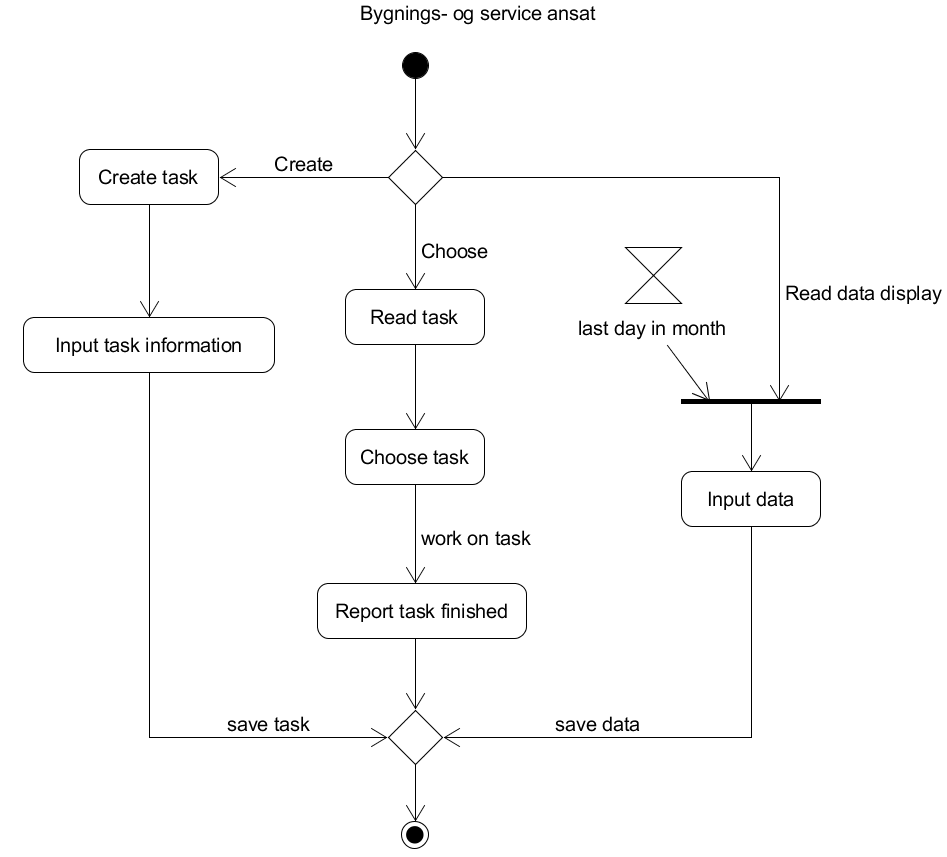 Bygnings- og service ansat
Create task
Create
Choose
Read data display
Read task
last day in month
Input task information
Choose task
Input data
work on task
Report task finished
save task
save data